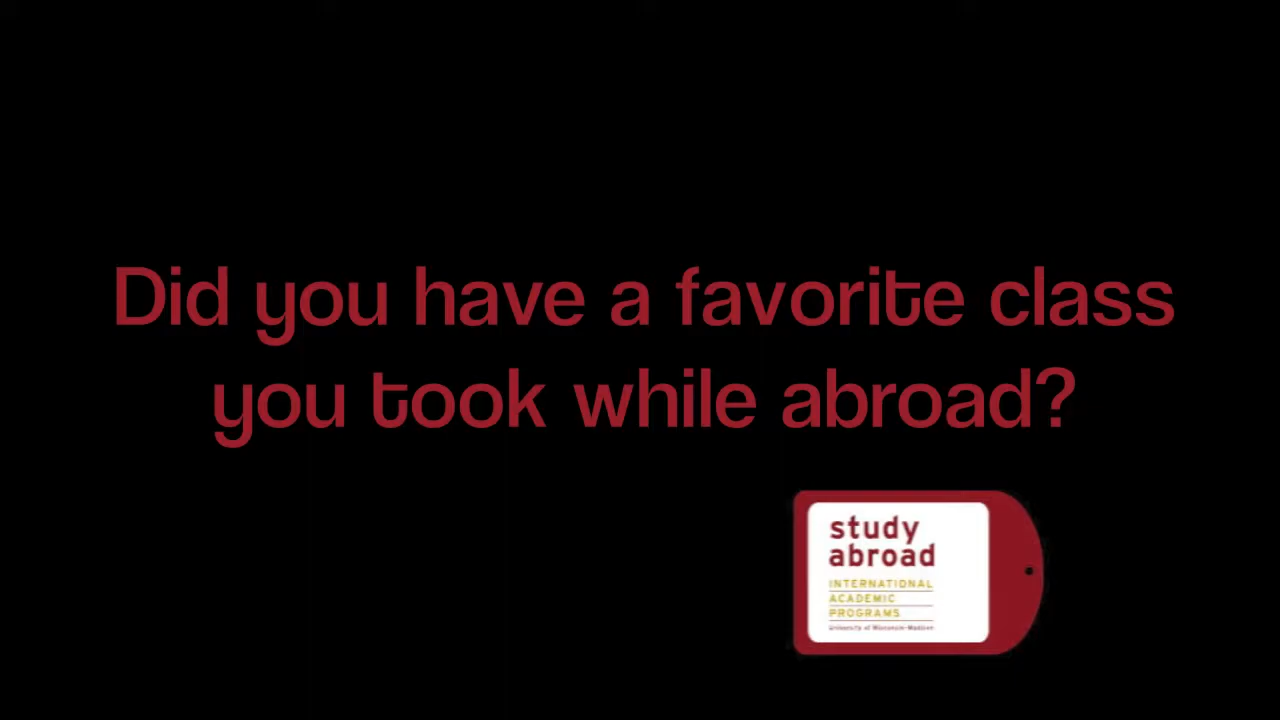 Did you have a favorite class
you took while abroad?
study
abroad
INTERNATIONAL
ACADEMIC
PROGRAMS
University of Wisconsin-Madison